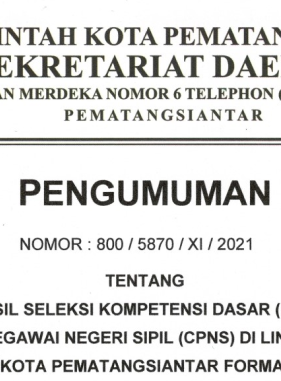 INTAH KOTA PEMATAN
EKRETARIAT DAE
AN MERDEKA NOMOR 6 TELEPHON (
PEMATANGSIANTAR
PENGUMUMAN
NOMOR : 800 / 5870 / XI / 2021
TENTANG
SIL SELEKSI KOMPETENSI DASAR (
EGAWAI NEGERI SIPIL (CPNS) DI LIN
KOTA PEMATANGSIANTAR FORMA